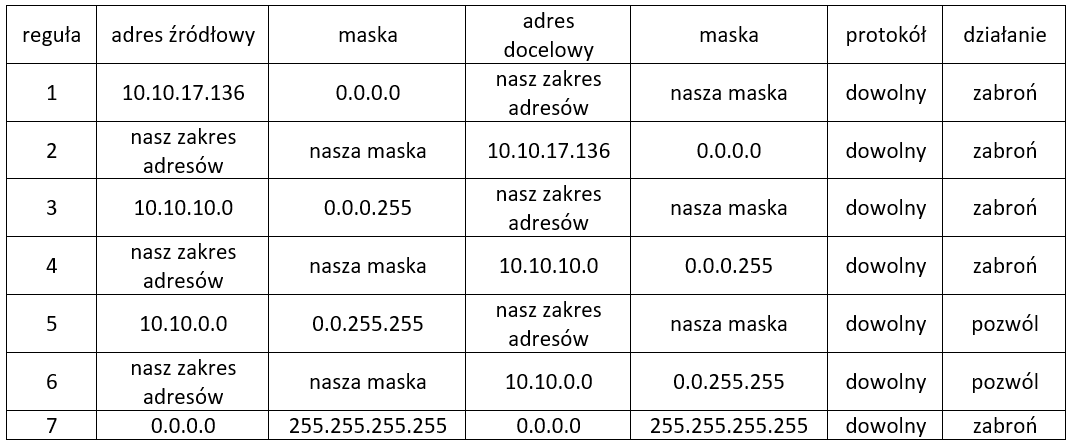 reguła adres źródłowy maska adres docelowy maska protokół działanie
1 10.10.17.136 0.0.0.0 nasz zakres adresów nasza maska dowolny zabroń
2 nasz zakres adresów nasza maska 10.10.17.136 0.0.0.0 dowolny zabroń
3 10.10.10.0 0.0.0.255 nasz zakres adresów nasza maska dowolny zabroń
4 nasz zakres adresów nasza maska 10.10.10.0 0.0.0.255 dowolny zabroń
5 10.10.0.0 0.0.255.255 nasz zakres adresów nasza maska dowolny pozwól
6 nasz zakres adresów nasza maska 10.10.0.0 0.0.255.255 dowolny pozwól
7 0.0.0.0 255.255.255.255 0.0.0.0 255.255.255.255 dowolny zabroń